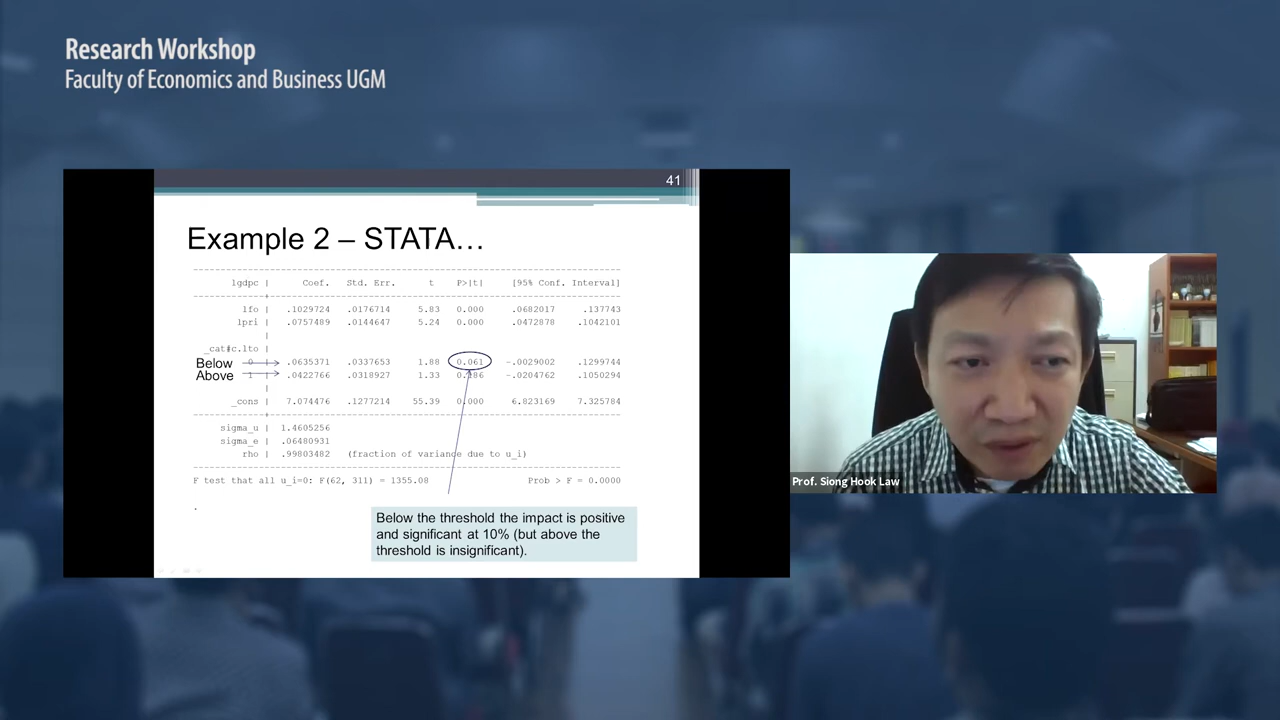 Research Workshop
Faculty of Economics and Business UGM
41
Example 2 – STATA…
lgdpc | Coef. Std. Err. t P>|t| [95% Conf. Interval]
lfo | .1029724 .0176714 5.83 0.000 .0682017 .137743
lpri | .0757489 .0144647 5.24 0.000 .0472878 .1042101
|
_cat#c.lto |
Below 0 | .0635371 .0337653 1.88 0.061 -.0029002 .1299744
Above 1 | .0422766 .0318927 1.33 0.186 -.0204762 .1050294
|
_cons | 7.074476 .1277214 55.39 0.000 6.823169 7.325784
sigma_u | 1.4605256
sigma_e | .06480931
rho | .99803482 (fraction of variance due to u_i)
F test that all u_i=0: F(62, 311) = 1355.08 Prob > F = 0.0000
.
Below the threshold the impact is positive
and significant at 10% (but above the
threshold is insignificant).
Prof. Siong Hook Law